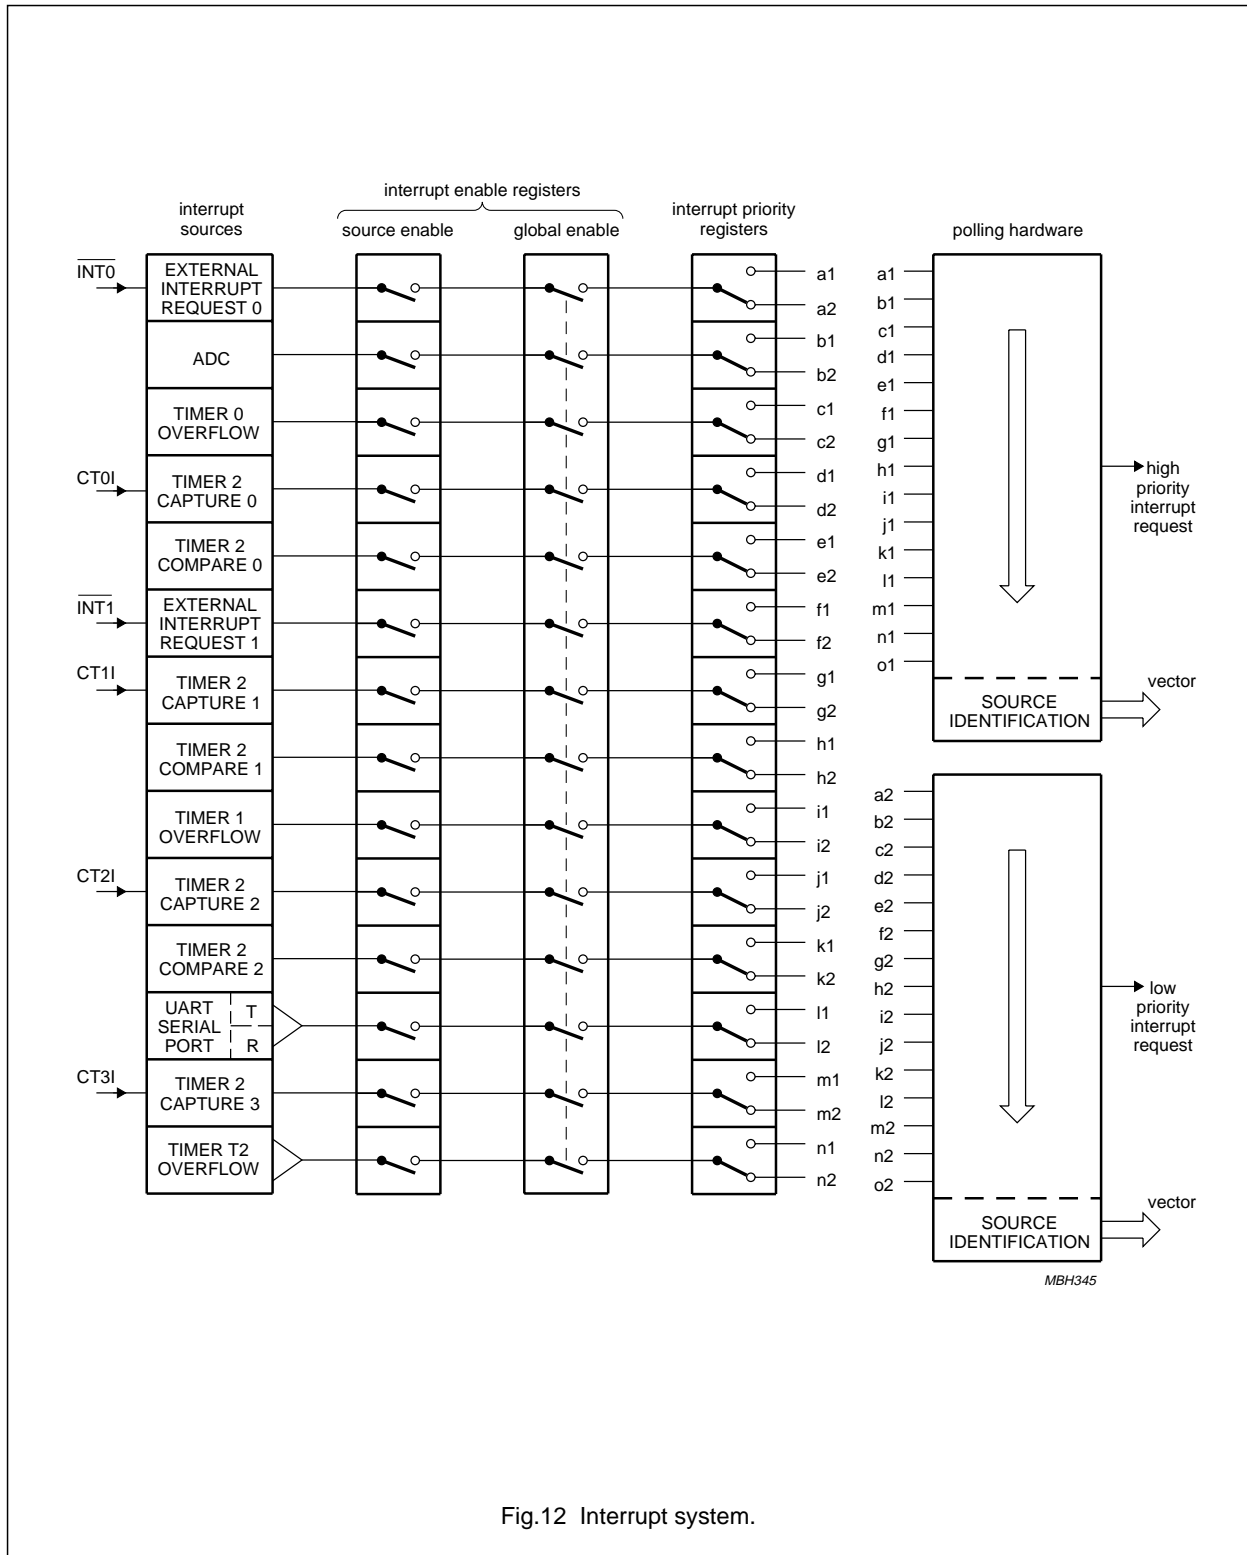 interrupt enable registers
interrupt
sources
source enable
global enable
interrupt priority
registers
polling hardware
INT0
EXTERNAL
INTERRUPT
REQUEST 0
ADC
TIMER 0
OVERFLOW
CT0I
TIMER 2
CAPTURE 0
TIMER 2
COMPARE 0
INT1
EXTERNAL
INTERRUPT
REQUEST 1
CT1I
TIMER 2
CAPTURE 1
TIMER 2
COMPARE 1
TIMER 1
OVERFLOW
CT2I
TIMER 2
CAPTURE 2
TIMER 2
COMPARE 2
UART
SERIAL
PORT
T
R
CT3I
TIMER 2
CAPTURE 3
TIMER T2
OVERFLOW
a1
a2
b1
b2
c1
c2
d1
d2
e1
e2
f1
f2
g1
g2
h1
h2
i1
i2
j1
j2
k1
k2
l1
l2
m1
m2
n1
n2
a1
b1
c1
d1
e1
f1
g1
h1
i1
j1
k1
l1
m1
n1
o1
high
priority
interrupt
request
SOURCE
IDENTIFICATION
vector
a2
b2
c2
d2
e2
f2
g2
h2
i2
j2
k2
l2
m2
n2
o2
low
priority
interrupt
request
SOURCE
IDENTIFICATION
vector
MBH345
Fig.12 Interrupt system.